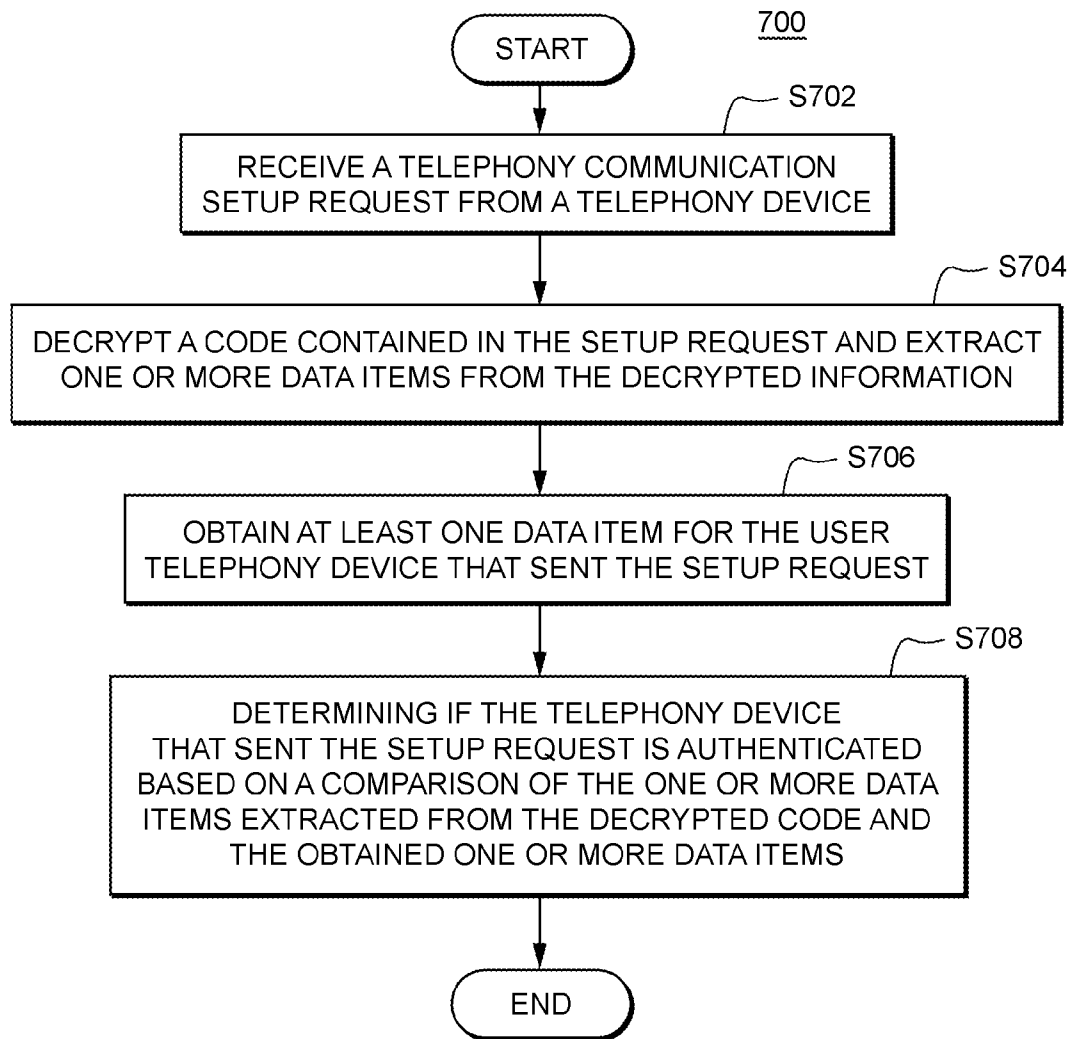 700
START
S702
RECEIVE A TELEPHONY COMMUNICATION
SETUP REQUEST FROM A TELEPHONY DEVICE
S704
DECRYPT A CODE CONTAINED IN THE SETUP REQUEST AND EXTRACT
ONE OR MORE DATA ITEMS FROM THE DECRYPTED INFORMATION
S706
OBTAIN AT LEAST ONE DATA ITEM FOR THE USER
TELEPHONY DEVICE THAT SENT THE SETUP REQUEST
S708
DETERMINING IF THE TELEPHONY DEVICE
THAT SENT THE SETUP REQUEST IS AUTHENTICATED
BASED ON A COMPARISON OF THE ONE OR MORE DATA
ITEMS EXTRACTED FROM THE DECRYPTED CODE AND
THE OBTAINED ONE OR MORE DATA ITEMS
END